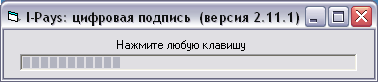 I-Pays: цифровая подпись (версия 2.11.1)
Нажмите любую клавишу